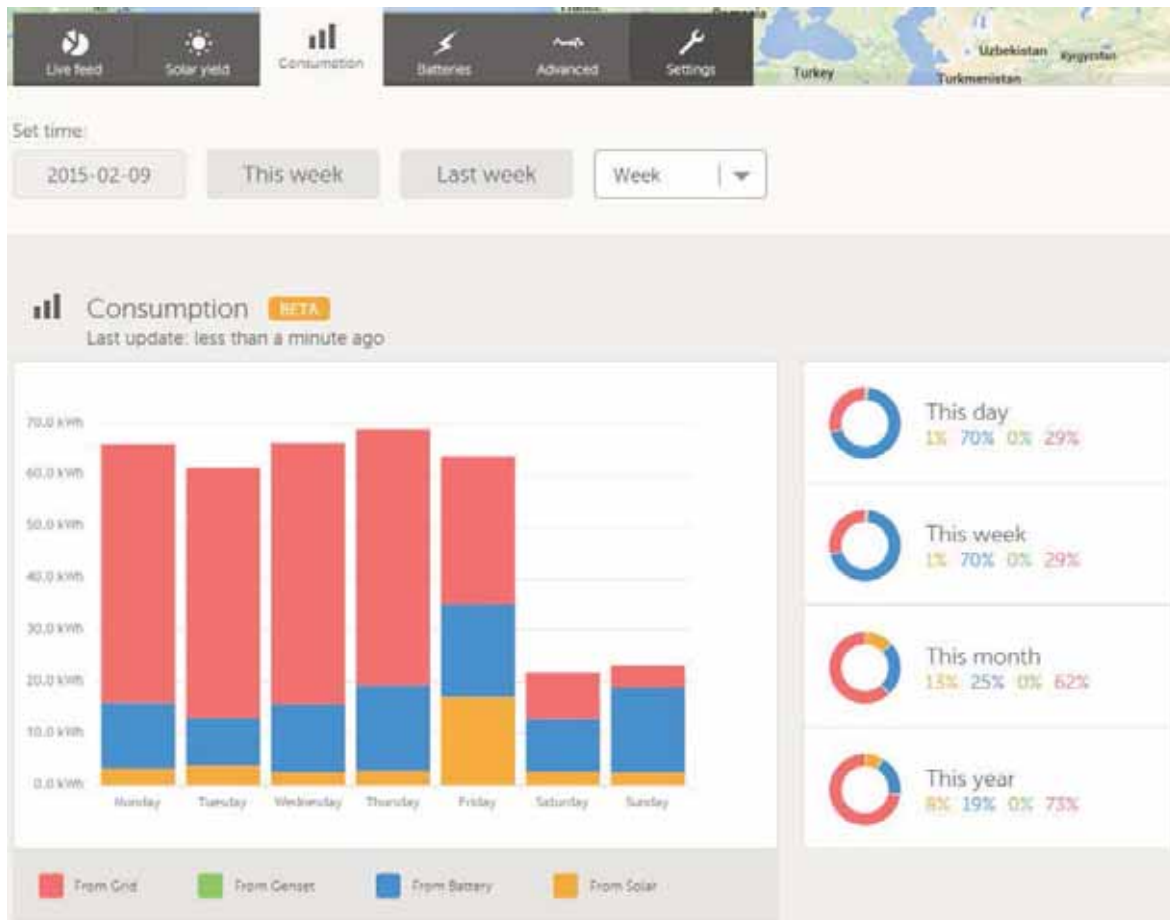 Romania
Live feed
Solar yield
Consumption
Batteries
Advanced
Settings
Turkey
Uzbekistan
Kyrgyzstan
Turkmenistan
Set time:
2015-02-09
This week
Last week
Week
Consumption BETA
Last update: less than a minute ago
70,0 kWh
60,0 kWh
50,0 kWh
40,0 kWh
30,0 kWh
20,0 kWh
10,0 kWh
0,0 kWh
Monday
Tuesday
Wednesday
Thursday
Friday
Saturday
Sunday
From Grid
From Genset
From Battery
From Solar
This day
1% 70% 0% 29%
This week
1% 70% 0% 29%
This month
13% 25% 0% 62%
This year
8% 19% 0% 73%